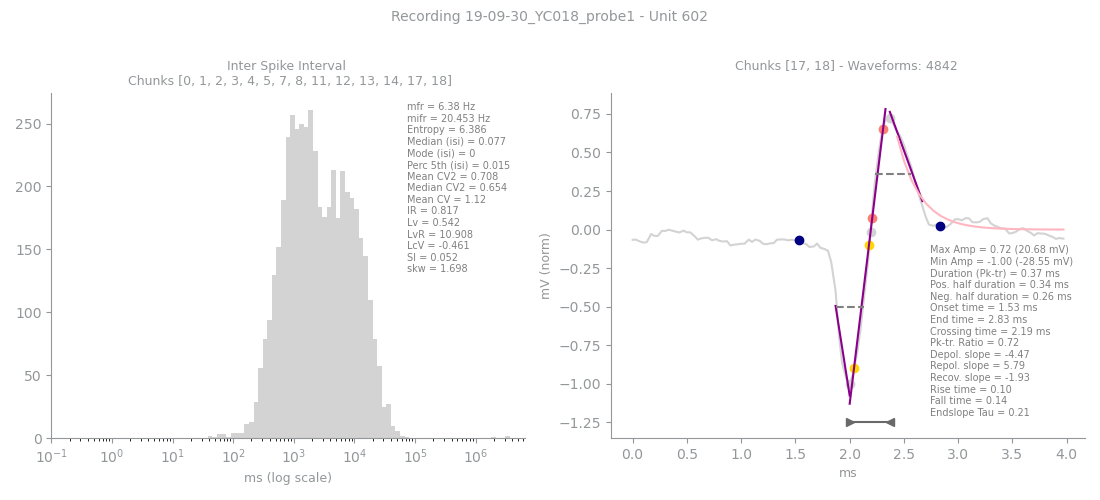 Recording 19-09-30_YC018_probe1 - Unit 602
Inter Spike Interval
Chunks [0, 1, 2, 3, 4, 5, 7, 8, 11, 12, 13, 14, 17, 18]
250
200
150
100
50
0
mfr = 6.38 Hz
mifr = 20.453 Hz
Entropy = 6.386
Median (isi) = 0.077
Mode (isi) = 0
Perc 5th (isi) = 0.015
Mean CV2 = 0.708
Median CV2 = 0.654
Mean CV = 1.12
IR = 0.817
Lv = 0.542
LvR = 10.908
LcV = -0.461
SI = 0.052
skw = 1.698
10⁻¹ 10⁰ 10¹ 10² 10³ 10⁴ 10⁵ 10⁶
ms (log scale)
Chunks [17, 18] - Waveforms: 4842
mV (norm)
0.75
0.50
0.25
0.00
−0.25
−0.50
−0.75
−1.00
−1.25
Max Amp = 0.72 (20.68 mV)
Min Amp = -1.00 (-28.55 mV)
Duration (Pk-tr) = 0.37 ms
Pos. half duration = 0.34 ms
Neg. half duration = 0.26 ms
Onset time = 1.53 ms
End time = 2.83 ms
Crossing time = 2.19 ms
Pk-tr. Ratio = 0.72
Depol. slope = -4.47
Repol. slope = 5.79
Recov. slope = -1.93
Rise time = 0.10
Fall time = 0.14
Endslope Tau = 0.21
0.0 0.5 1.0 1.5 2.0 2.5 3.0 3.5 4.0
ms